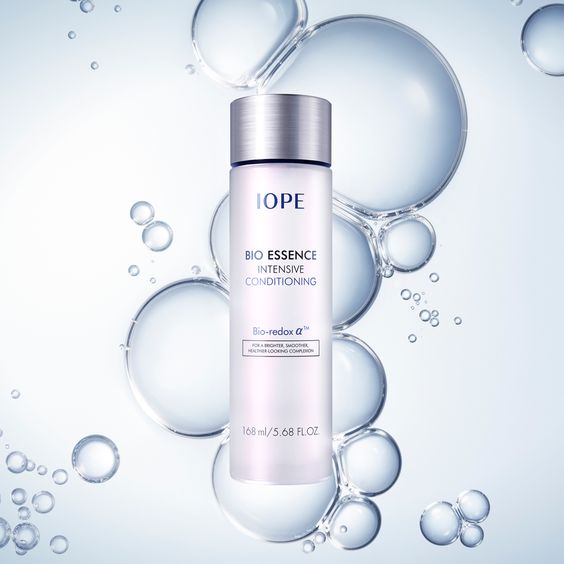 IOPE
BIO ESSENCE
INTENSIVE
CONDITIONING
Bio-redox α™
FOR A BRIGHTER, SMOOTHER,
HEALTHIER-LOOKING COMPLEXION
168 ml/5.68 FL.OZ.